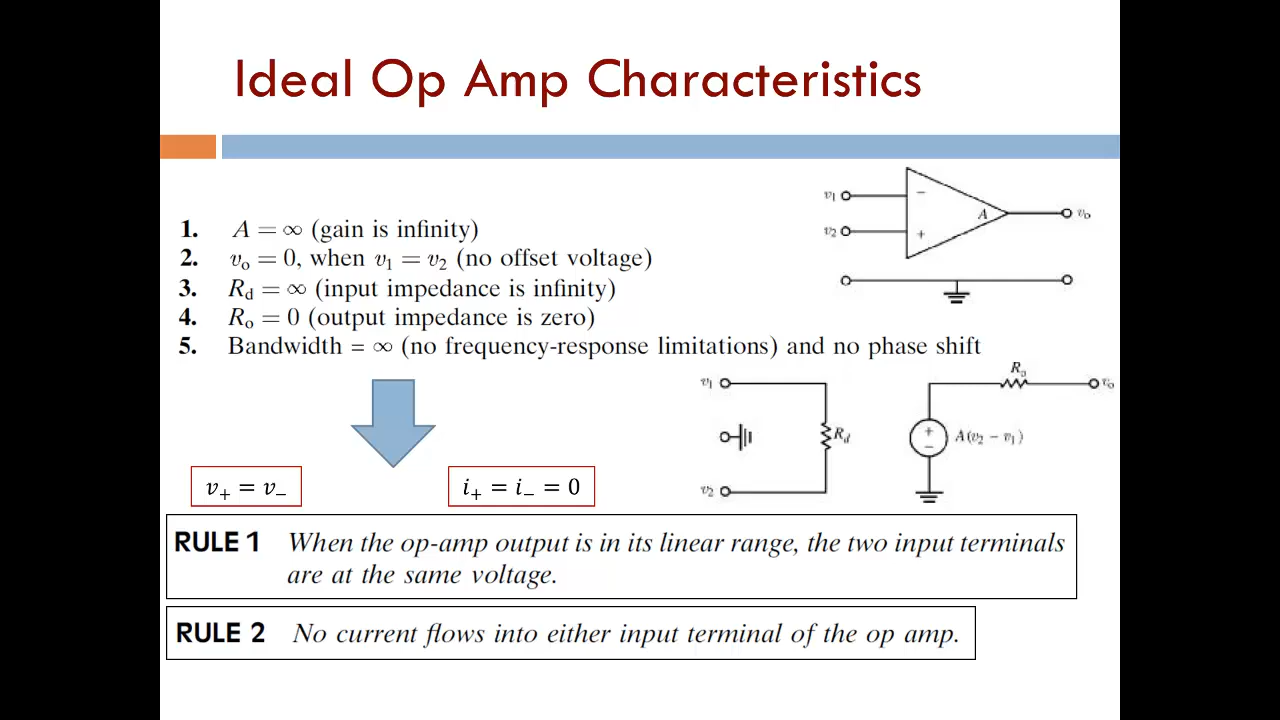 Ideal Op Amp Characteristics
v₁
−
A
vₒ
v₂
+
1. A = ∞ (gain is infinity)
2. vₒ = 0, when v₁ = v₂ (no offset voltage)
3. R_d = ∞ (input impedance is infinity)
4. Rₒ = 0 (output impedance is zero)
5. Bandwidth = ∞ (no frequency-response limitations) and no phase shift
v₁
R_d
v₂
Rₒ
vₒ
+
−
A(v₂ − v₁)
v₊ = v₋
i₊ = i₋ = 0
RULE 1 When the op-amp output is in its linear range, the two input terminals
are at the same voltage.
RULE 2 No current flows into either input terminal of the op amp.